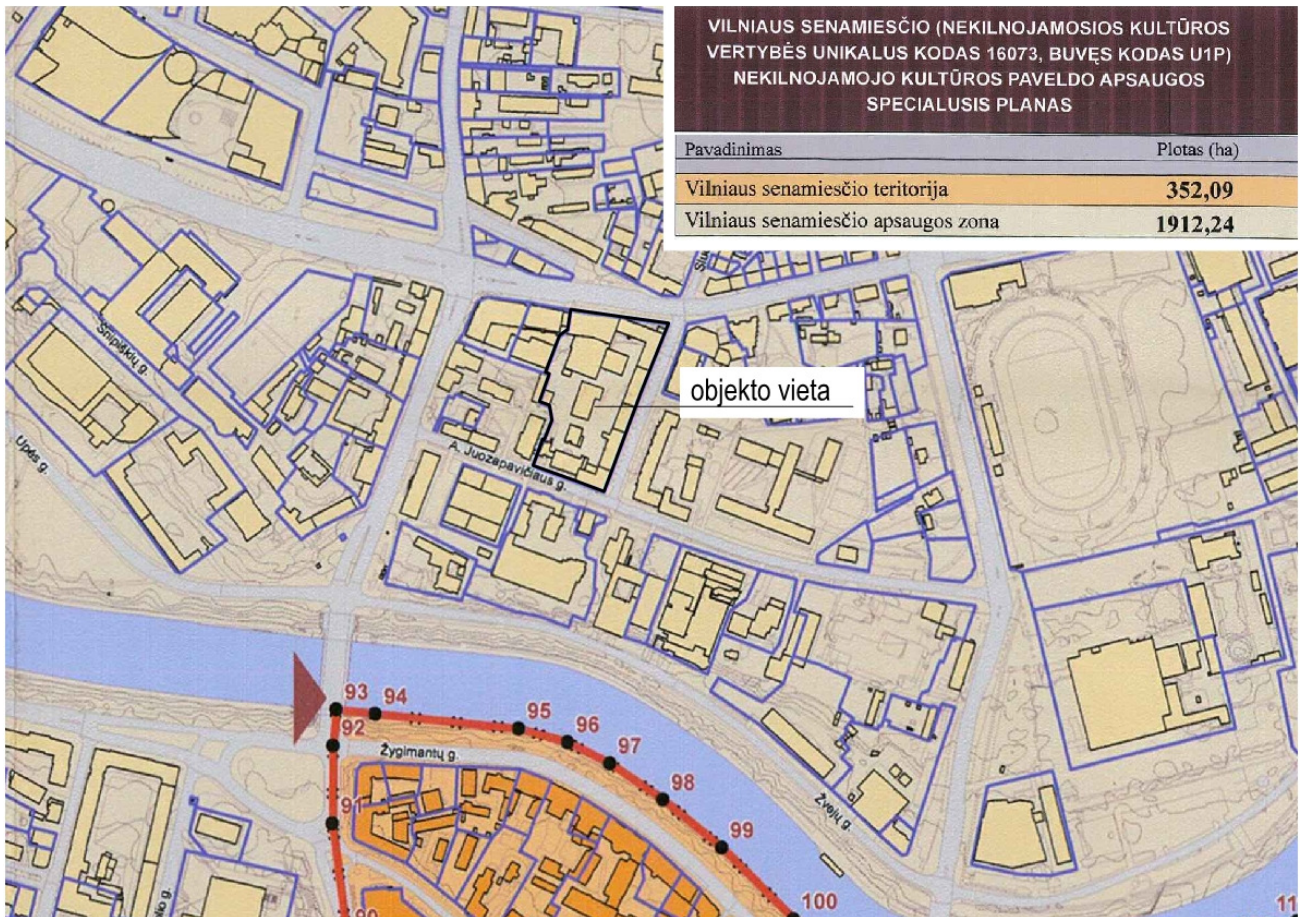 VILNIAUS SENAMIESČIO (NEKILNOJAMOSIOS KULTŪROS
VERTYBĖS UNIKALUS KODAS 16073, BUVĘS KODAS U1P)
NEKILNOJAMOJO KULTŪROS PAVELDO APSAUGOS
SPECIALUSIS PLANAS
Pavadinimas Plotas (ha)
Vilniaus senamiesčio teritorija 352,09
Vilniaus senamiesčio apsaugos zona 1912,24
Šnipiškių g.
objekto vieta
Upės g.
A. Juozapavičiaus g.
93
94
95
92
96
Žygimantų g.
97
98
Žvejų g.
91
99
100
90
11